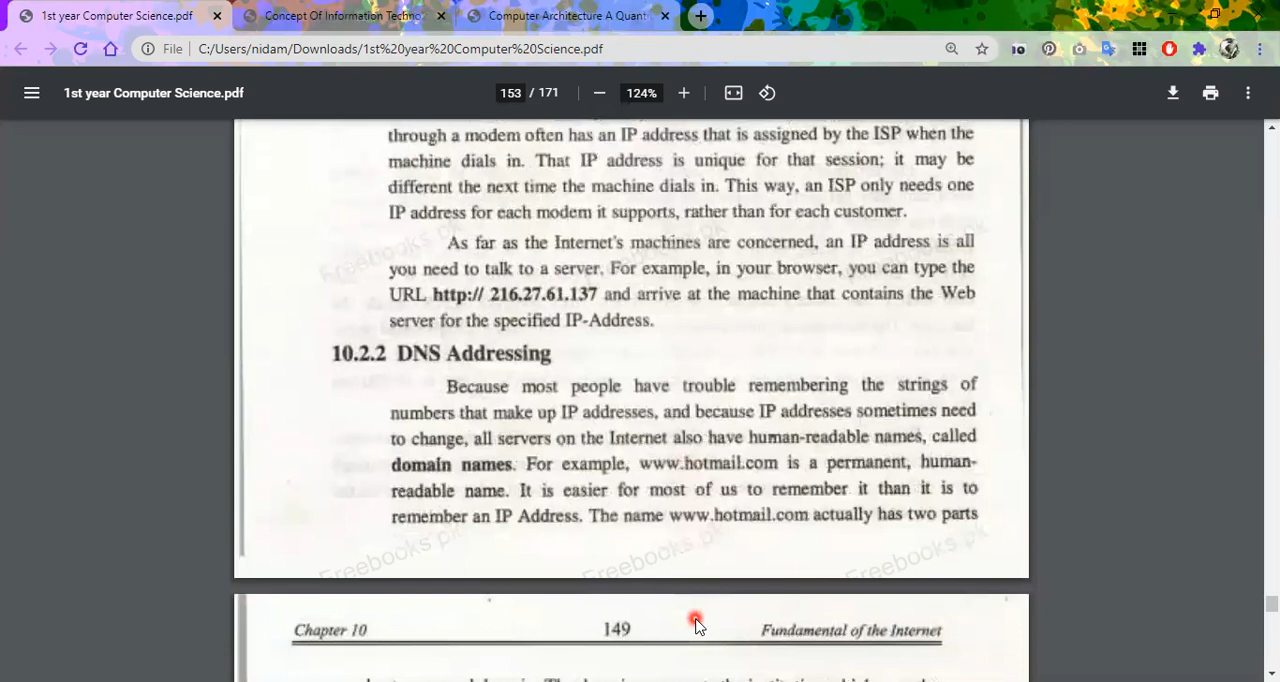 1st year Computer Science.pdf
Concept Of Information Techno
Computer Architecture A Quant
File
C:/Users/nidam/Downloads/1st%20year%20Computer%20Science.pdf
1st year Computer Science.pdf
153 / 171
124%
through a modem often has an IP address that is assigned by the ISP when the
machine dials in. That IP address is unique for that session; it may be
different the next time the machine dials in. This way, an ISP only needs one
IP address for each modem it supports, rather than for each customer.
As far as the Internet's machines are concerned, an IP address is all
you need to talk to a server. For example, in your browser, you can type the
URL http:// 216.27.61.137 and arrive at the machine that contains the Web
server for the specified IP-Address.
10.2.2 DNS Addressing
Because most people have trouble remembering the strings of
numbers that make up IP addresses, and because IP addresses sometimes need
to change, all servers on the Internet also have human-readable names, called
domain names. For example, www.hotmail.com is a permanent, human-
readable name. It is easier for most of us to remember it than it is to
remember an IP Address. The name www.hotmail.com actually has two parts
Freebooks pk
Freebooks pk
Freebooks pk
Chapter 10
149
Fundamental of the Internet